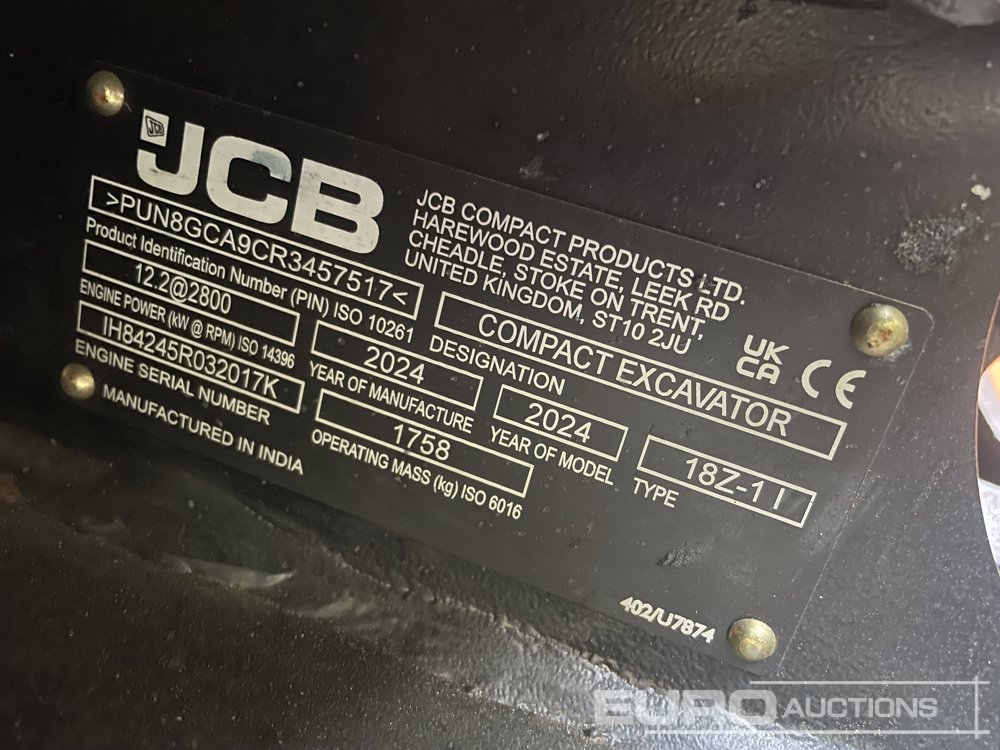 JCB
JCB
JCB COMPACT PRODUCTS LTD.
HAREWOOD ESTATE, LEEK RD
CHEADLE, STOKE ON TRENT,
UNITED KINGDOM, ST10 2JU
>PUN8GCA9CR3457517<
Product Identification Number (PIN) ISO 10261
COMPACT EXCAVATOR
DESIGNATION
UK
CA
CE
12.2@2800
ENGINE POWER (kW @ RPM) ISO 14396
2024
YEAR OF MANUFACTURE
2024
YEAR OF MODEL
18Z-1 I
TYPE
IH84245R032017K
ENGINE SERIAL NUMBER
1758
OPERATING MASS (kg) ISO 6016
MANUFACTURED IN INDIA
402/U7874
EURO AUCTIONS